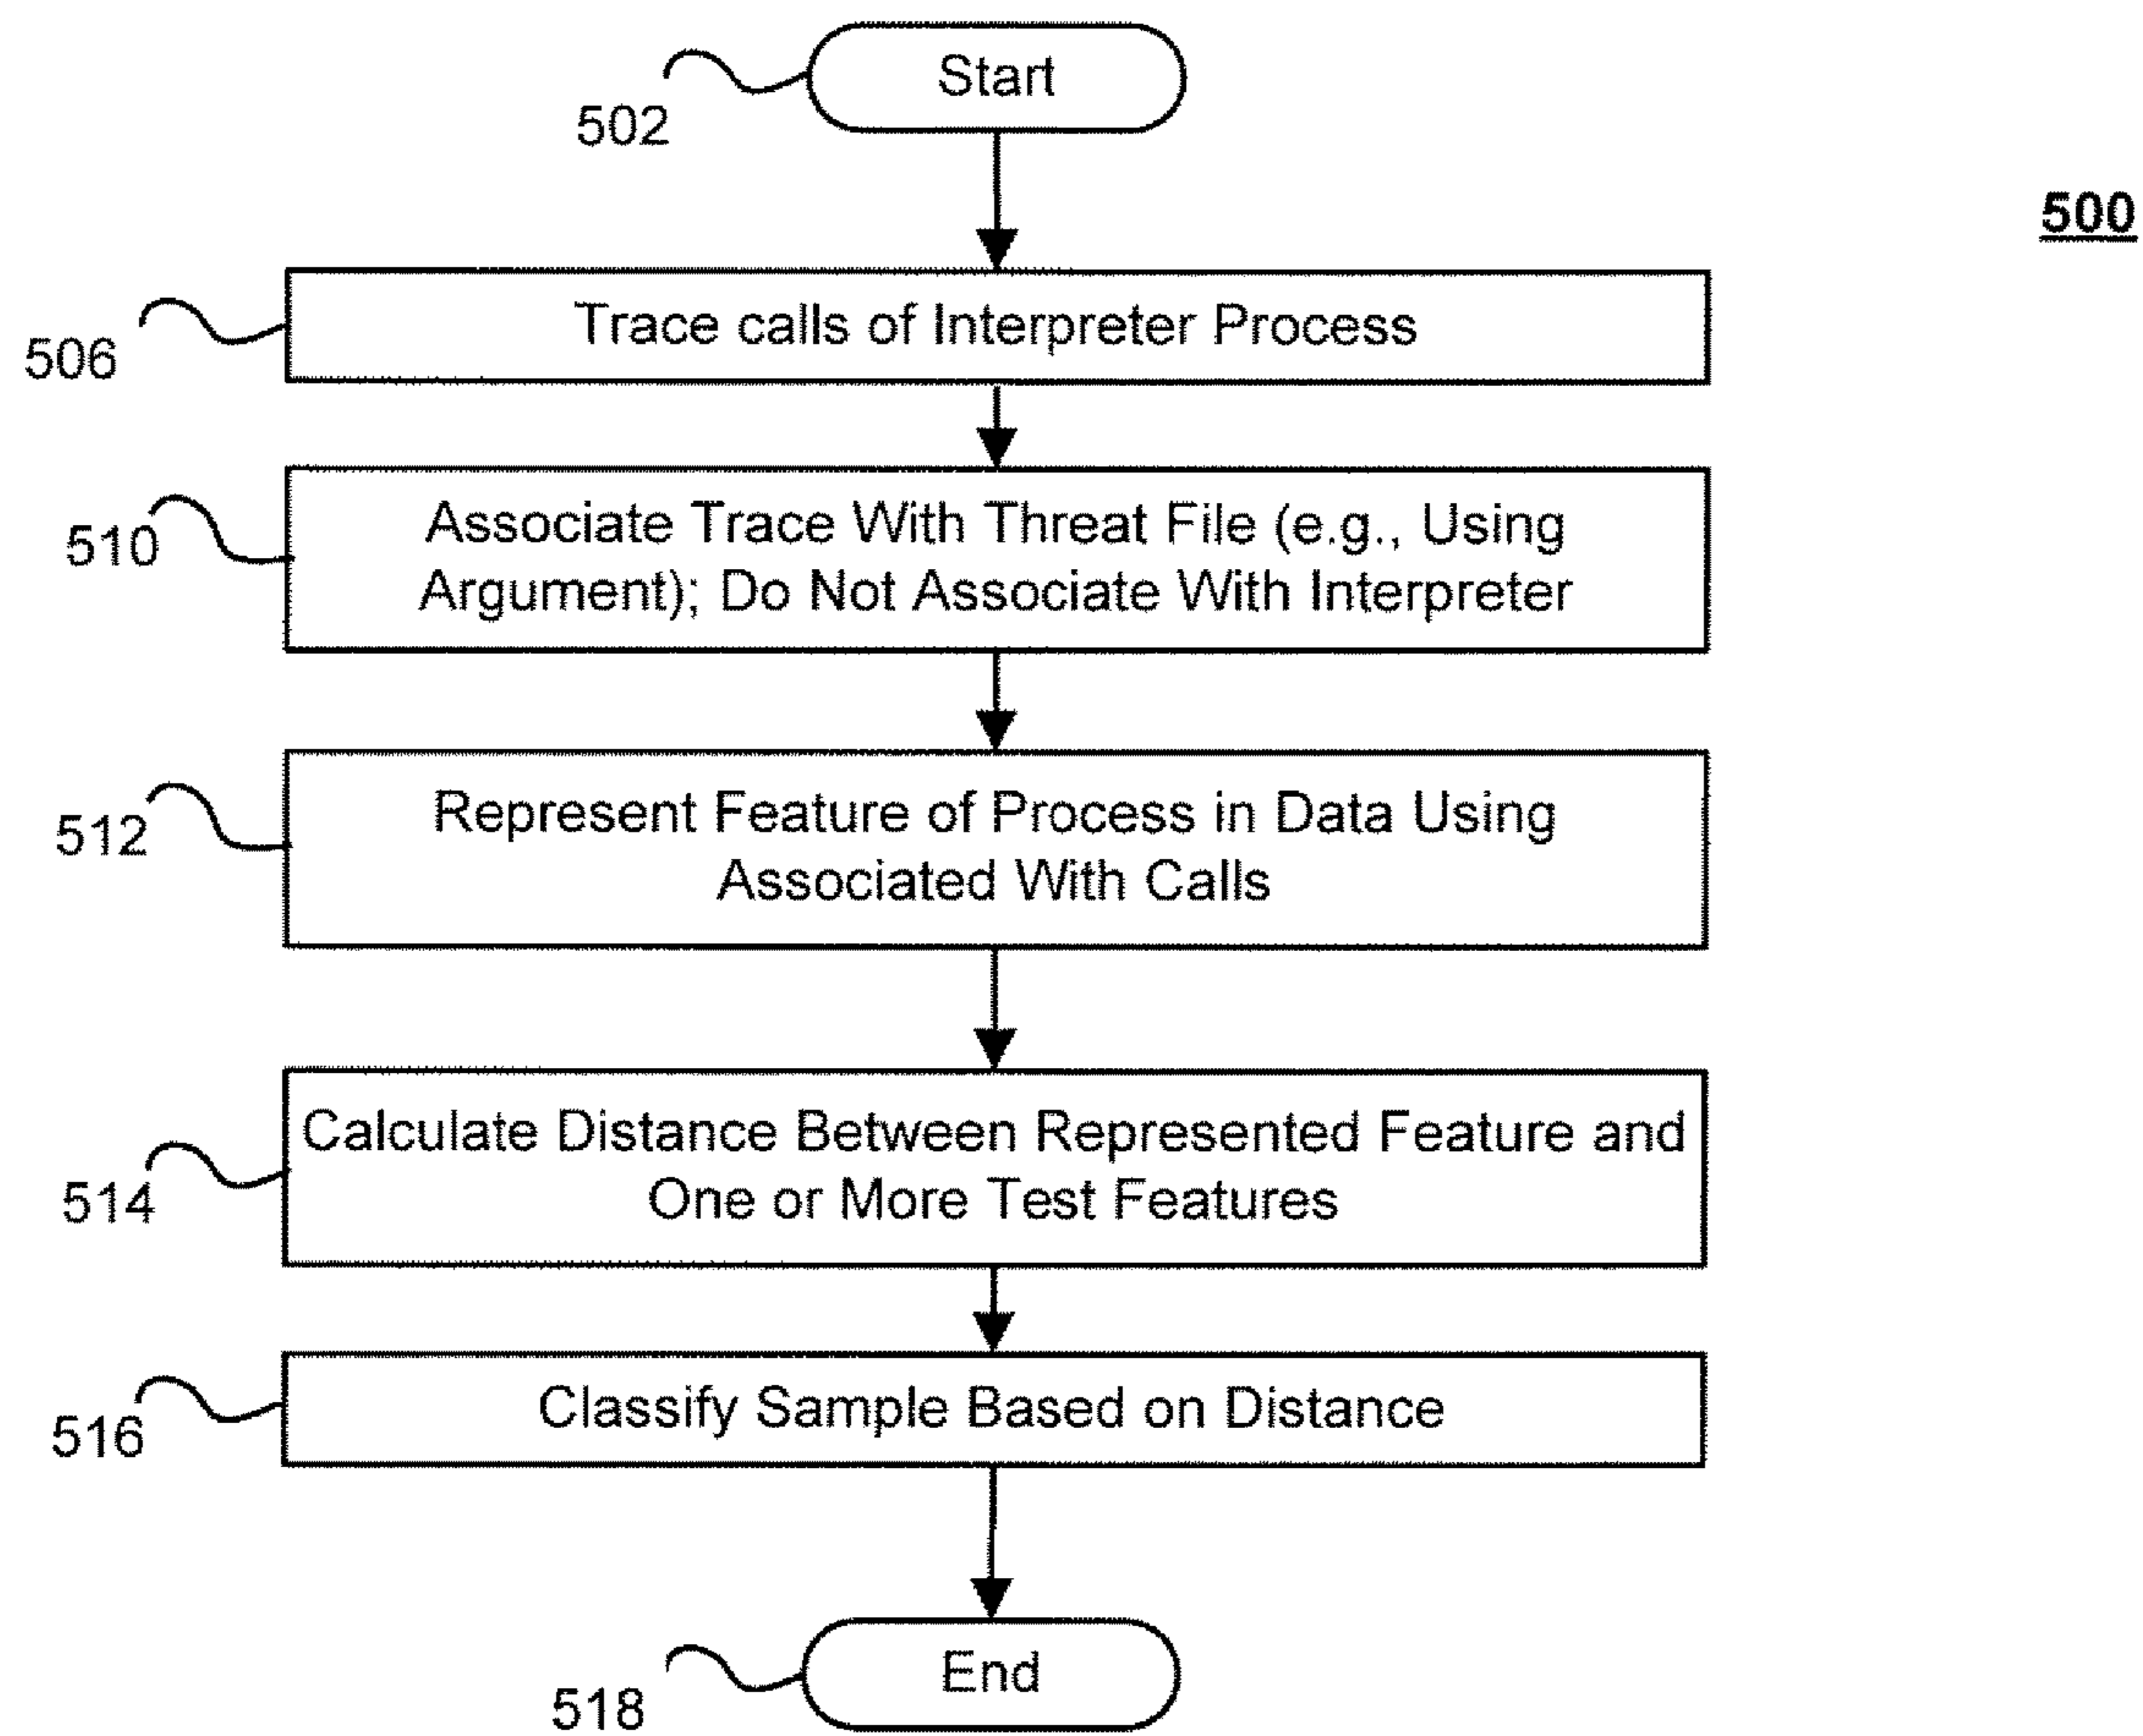 Start
502
500
Trace calls of Interpreter Process
506
Associate Trace With Threat File (e.g., Using
Argument); Do Not Associate With Interpreter
510
Represent Feature of Process in Data Using
Associated With Calls
512
Calculate Distance Between Represented Feature and
One or More Test Features
514
Classify Sample Based on Distance
516
End
518